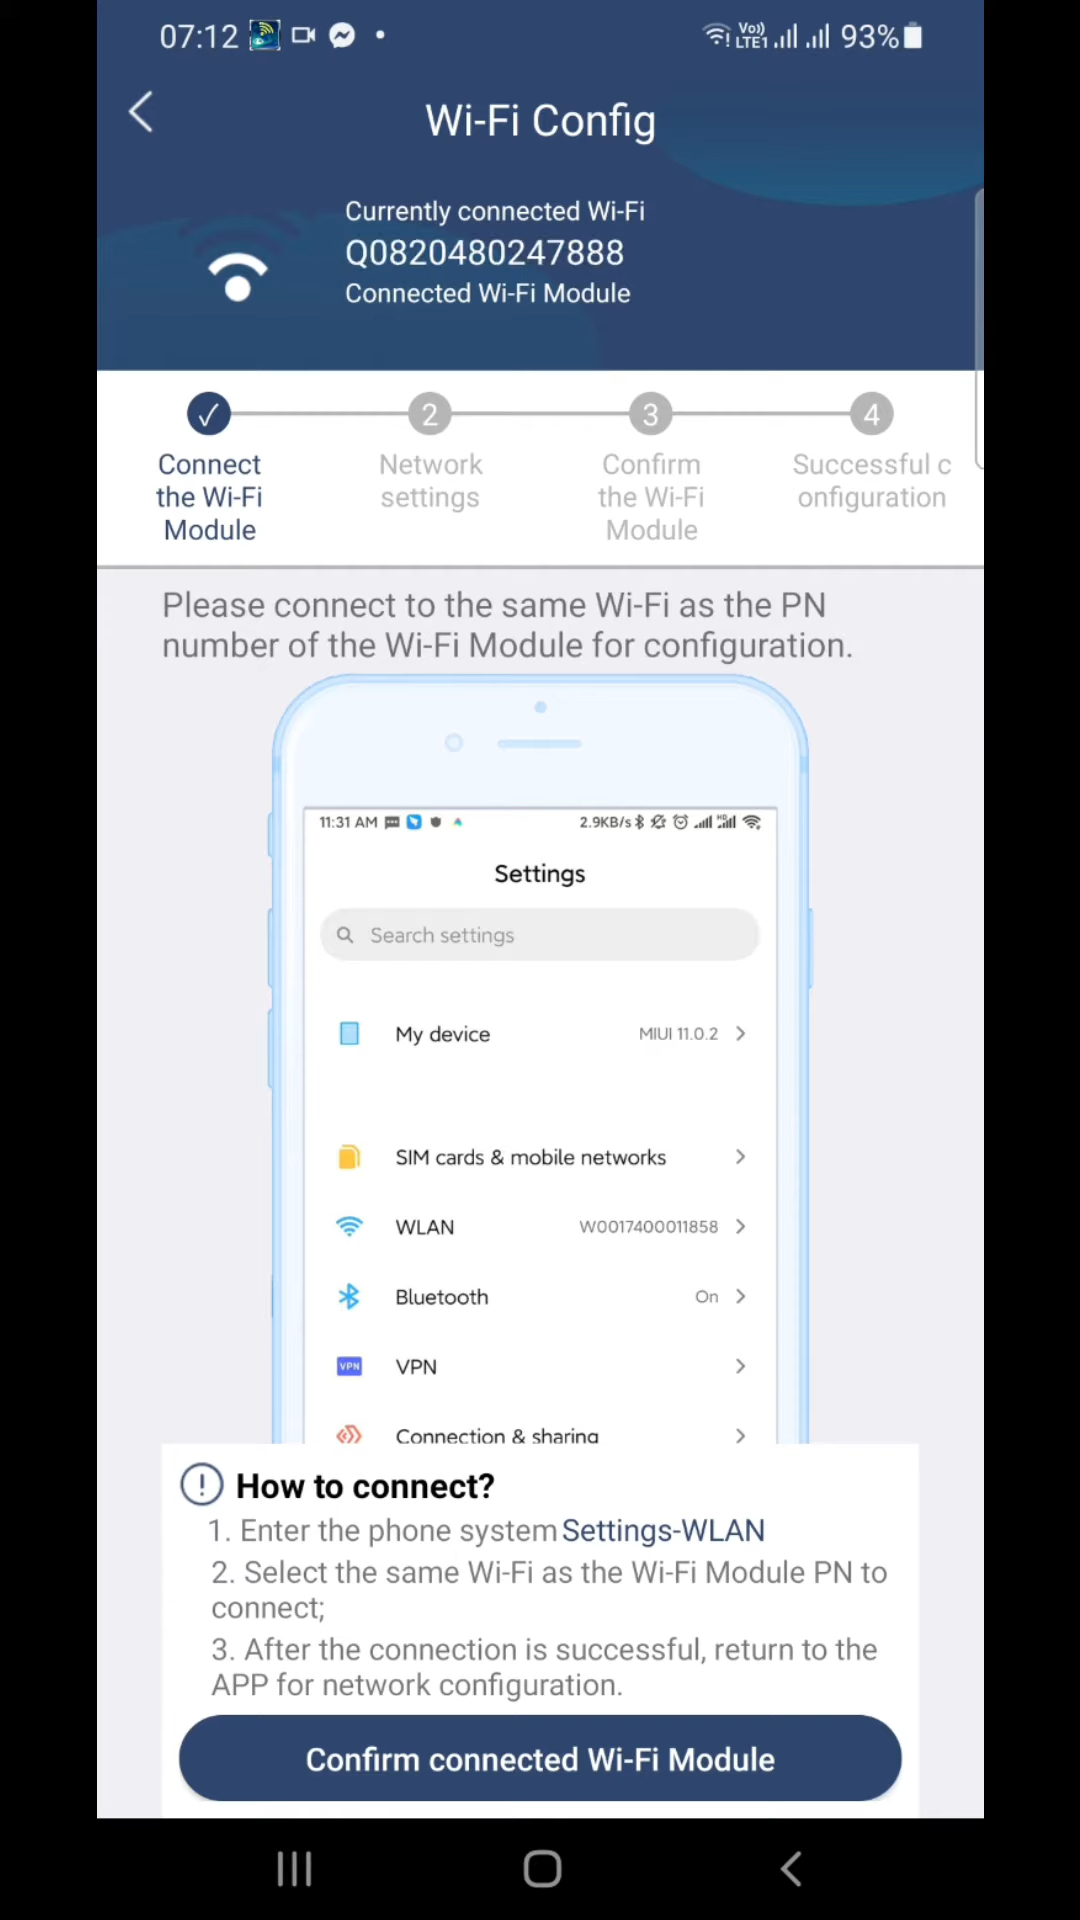 07:12 Vo)) LTE1 93%
Wi-Fi Config
Currently connected Wi-Fi
Q0820480247888
Connected Wi-Fi Module
2 3 4
Connect the Wi-Fi Module
Network settings
Confirm the Wi-Fi Module
Successful c onfiguration
Please connect to the same Wi-Fi as the PN
number of the Wi-Fi Module for configuration.
11:31 AM 2.9KB/s HD
Settings
Search settings
My device MIUI 11.0.2
SIM cards & mobile networks
WLAN W0017400011858
Bluetooth On
VPN VPN
Connection & sharing
! How to connect?
1. Enter the phone system Settings-WLAN
2. Select the same Wi-Fi as the Wi-Fi Module PN to
connect;
3. After the connection is successful, return to the
APP for network configuration.
Confirm connected Wi-Fi Module